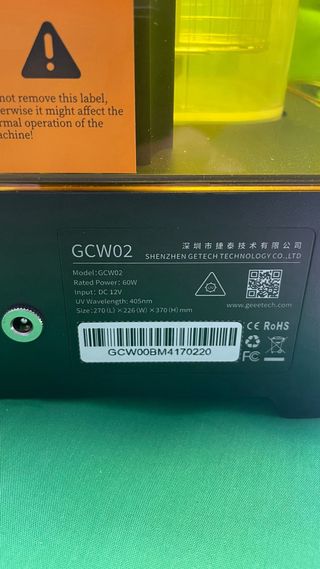 not remove this label,
erwise it might affect the
rmal operation of the
achine!
GCW02
深圳市捷泰技术有限公司
SHENZHEN GETECH TECHNOLOGY CO.,LTD
Model:GCW02
Rated Power: 60W
Input: DC 12V
UV Wavelength: 405nm
Size:270(L)×226(W)×370(H)mm
www.geeetech.com
GCW00BM4170220
CE RoHS
FC